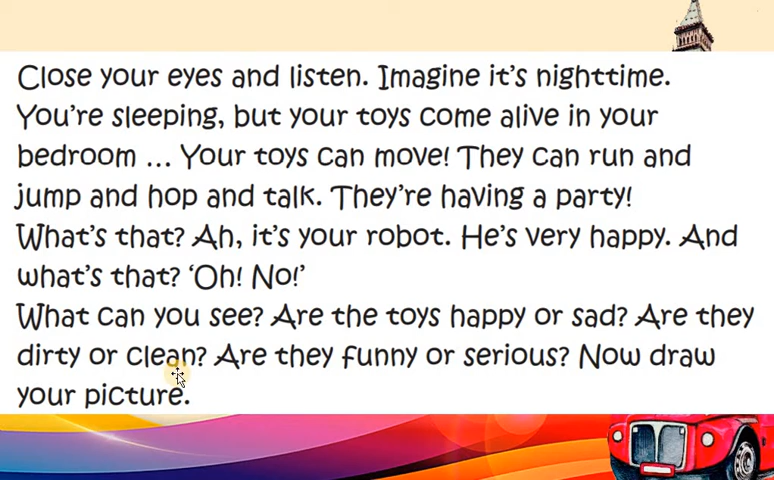 Close your eyes and listen. Imagine it's nighttime.
You're sleeping, but your toys come alive in your
bedroom ... Your toys can move! They can run and
jump and hop and talk. They're having a party!
What's that? Ah, it's your robot. He's very happy. And
what's that? 'Oh! No!'
What can you see? Are the toys happy or sad? Are they
dirty or clean? Are they funny or serious? Now draw
your picture.